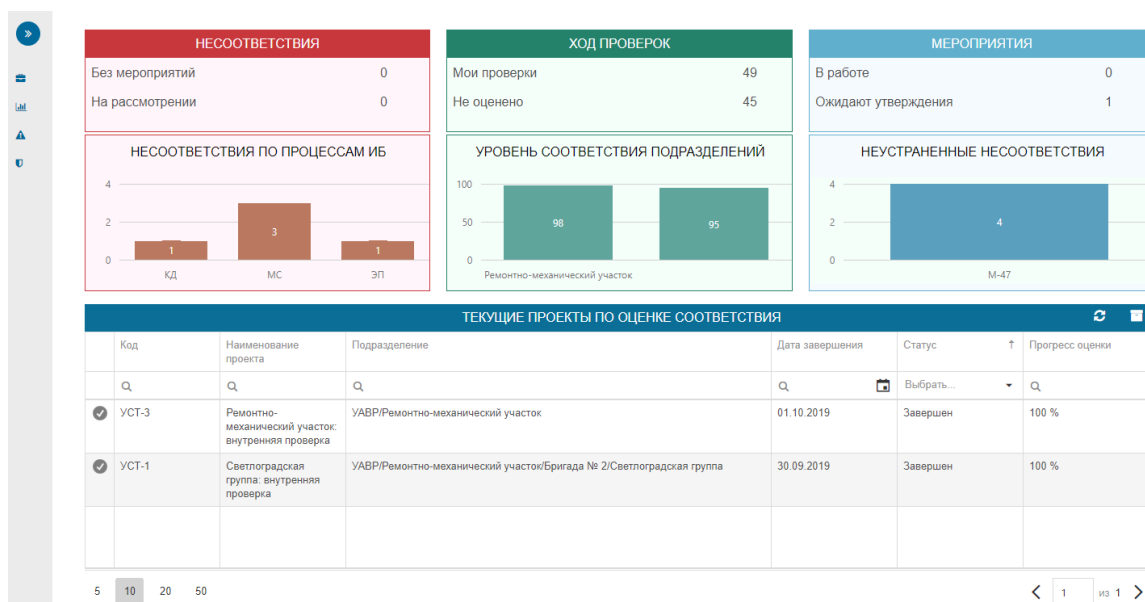 НЕСООТВЕТСТВИЯ
Без мероприятий 0
На рассмотрении 0
ХОД ПРОВЕРОК
Мои проверки 49
Не оценено 45
МЕРОПРИЯТИЯ
В работе 0
Ожидают утверждения 1
НЕСООТВЕТСТВИЯ ПО ПРОЦЕССАМ ИБ
4
2
0
1
3
1
КД МС ЭП
УРОВЕНЬ СООТВЕТСТВИЯ ПОДРАЗДЕЛЕНИЙ
100
50
0
98
95
Ремонтно-механический участок
НЕУСТРАНЕННЫЕ НЕСООТВЕТСТВИЯ
4
2
0
4
М-47
ТЕКУЩИЕ ПРОЕКТЫ ПО ОЦЕНКЕ СООТВЕТСТВИЯ
Код
Наименование
проекта
Подразделение
Дата завершения
Статус
Прогресс оценки
Выбрать...
УСТ-3
Ремонтно-
механический участок:
внутренняя проверка
УАВР/Ремонтно-механический участок
01.10.2019
Завершен
100 %
УСТ-1
Светлоградская
группа: внутренняя
проверка
УАВР/Ремонтно-механический участок/Бригада № 2/Светлоградская группа
30.09.2019
Завершен
100 %
5 10 20 50
1 из 1